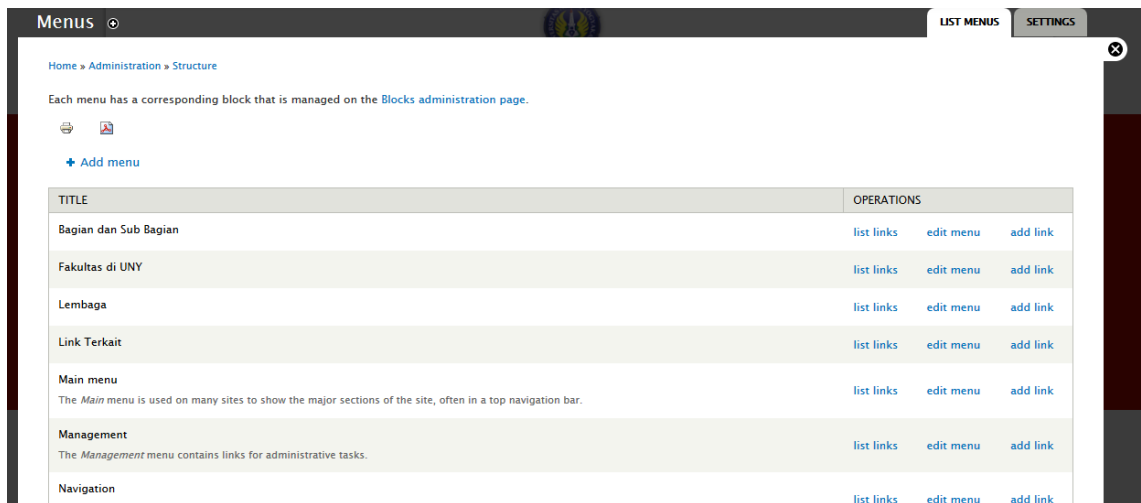 Menus
LIST MENUS SETTINGS
Home » Administration » Structure
Each menu has a corresponding block that is managed on the Blocks administration page.
+ Add menu
TITLE OPERATIONS
Bagian dan Sub Bagian list links edit menu add link
Fakultas di UNY list links edit menu add link
Lembaga list links edit menu add link
Link Terkait list links edit menu add link
Main menu
The Main menu is used on many sites to show the major sections of the site, often in a top navigation bar.
list links edit menu add link
Management
The Management menu contains links for administrative tasks.
list links edit menu add link
Navigation
list links edit menu add link